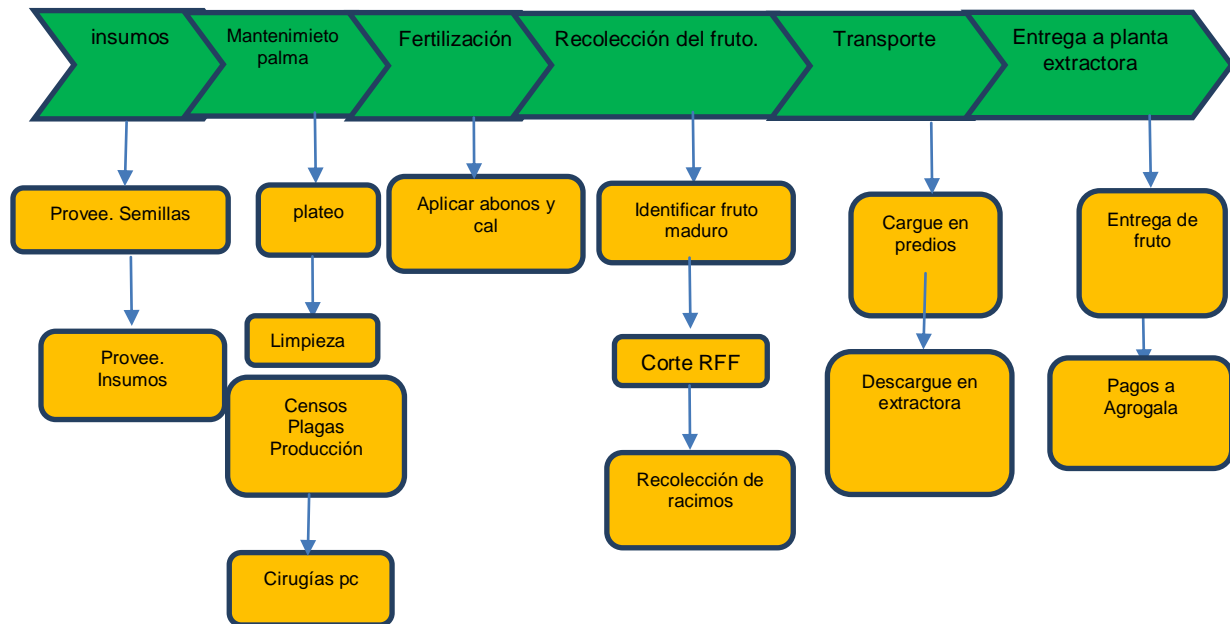 insumos
Mantenimieto
palma
Fertilización
Recolección del fruto.
Transporte
Entrega a planta
extractora
Provee. Semillas
Provee.
Insumos
plateo
Limpieza
Censos
Plagas
Producción
Cirugías pc
Aplicar abonos y
cal
Identificar fruto
maduro
Corte RFF
Recolección de
racimos
Cargue en
predios
Descargue en
extractora
Entrega de
fruto
Pagos a
Agrogala